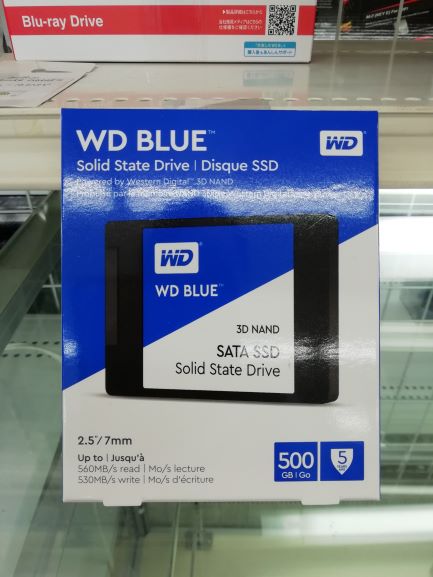 Blu-ray Drive
WD BLUE™
WD
Solid State Drive | Disque SSD
Powered by Western Digital™ 3D NAND
WD
WD BLUE™
3D NAND
SATA SSD
Solid State Drive
2.5"/7mm
Up to | Jusqu'à
560MB/s read | Mo/s lecture
530MB/s write | Mo/s d'écriture
500
GB | Go
5